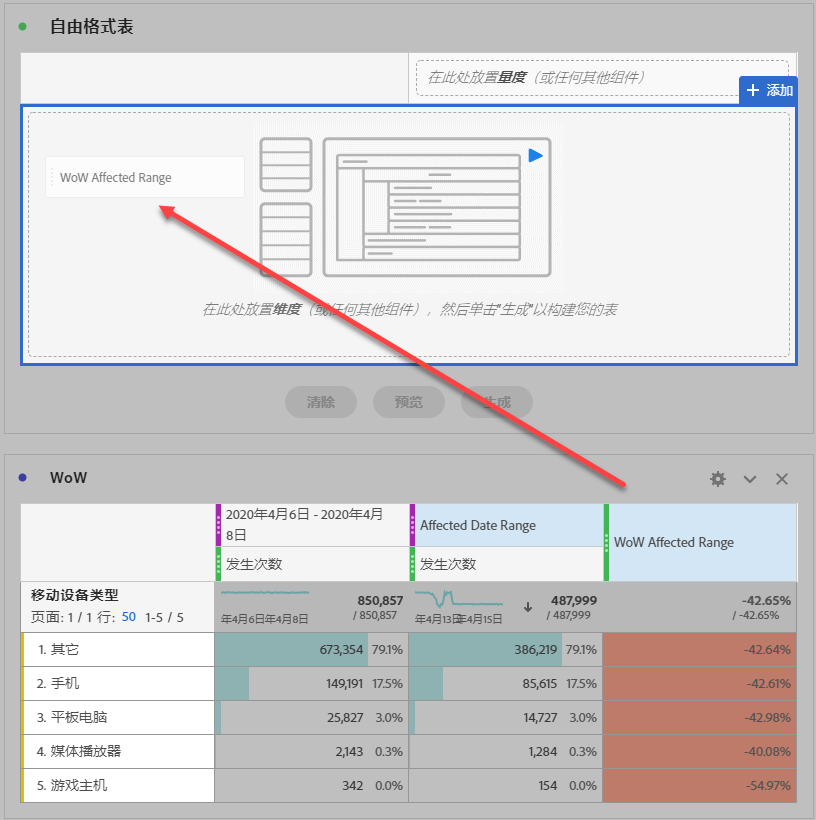 自由格式表
在此处放置量度（或任何其他组件）
+ 添加
WoW Affected Range
在此处放置维度（或任何其他组件），然后单击"生成"以构建您的表
清除 预览 生成
WoW
2020年4月6日 - 2020年4月
8日
Affected Date Range
WoW Affected Range
发生次数 发生次数
移动设备类型
页面: 1 / 1 行: 50 1-5 / 5
年4月6日年4月8日
850,857
/ 850,857
年4月13日年4月15日
487,999
/ 487,999
-42.65%
/ -42.65%
1. 其它 673,354 79.1% 386,219 79.1% -42.64%
2. 手机 149,191 17.5% 85,615 17.5% -42.61%
3. 平板电脑 25,827 3.0% 14,727 3.0% -42.98%
4. 媒体播放器 2,143 0.3% 1,284 0.3% -40.08%
5. 游戏主机 342 0.0% 154 0.0% -54.97%